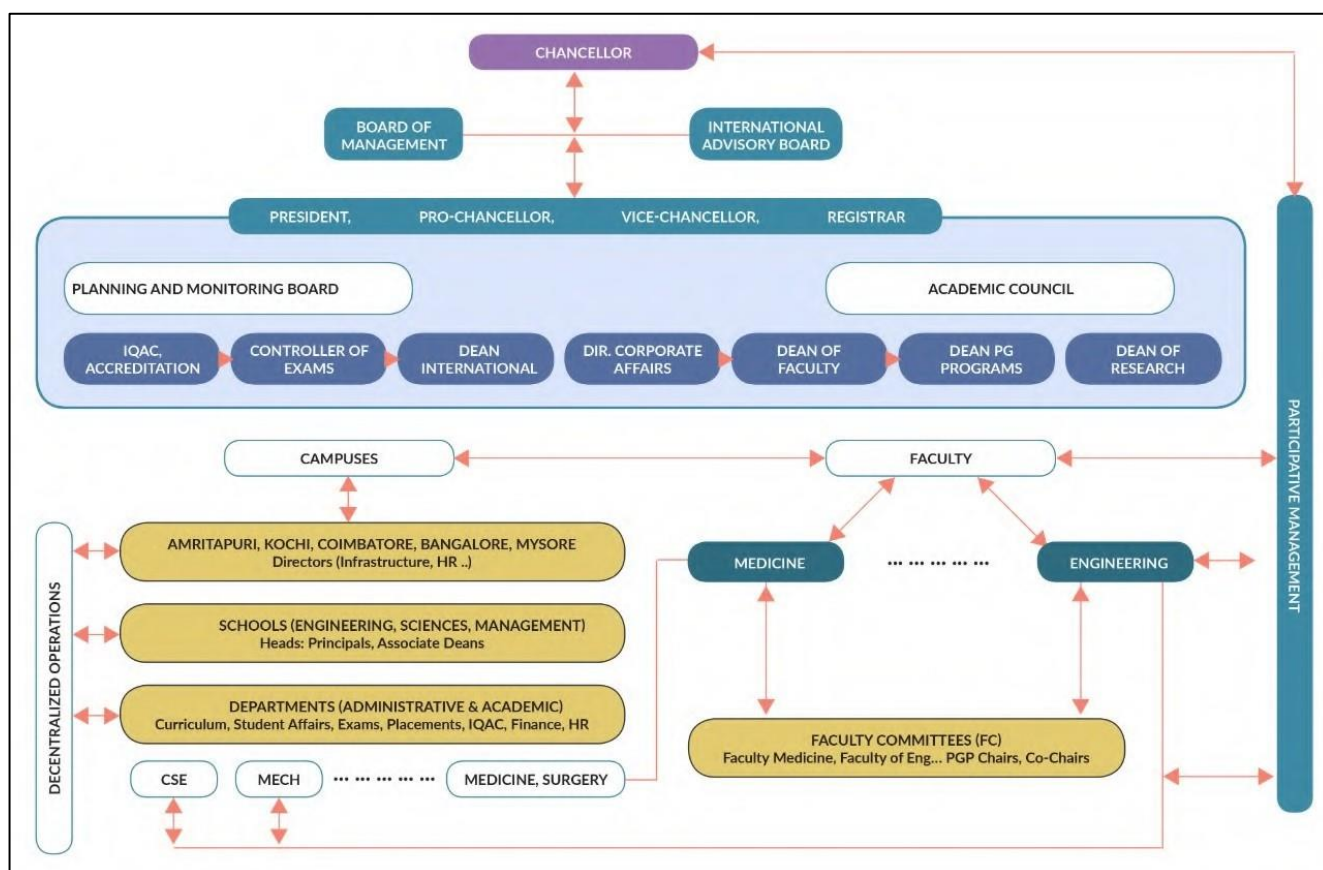 CHANCELLOR
BOARD OF
MANAGEMENT
INTERNATIONAL
ADVISORY BOARD
PRESIDENT, PRO-CHANCELLOR, VICE-CHANCELLOR, REGISTRAR
PLANNING AND MONITORING BOARD
ACADEMIC COUNCIL
IQAC,
ACCREDITATION
CONTROLLER OF
EXAMS
DEAN
INTERNATIONAL
DIR. CORPORATE
AFFAIRS
DEAN OF
FACULTY
DEAN PG
PROGRAMS
DEAN OF
RESEARCH
PARTICIPATIVE MANAGEMENT
CAMPUSES
FACULTY
DECENTRALIZED OPERATIONS
AMRITAPURI, KOCHI, COIMBATORE, BANGALORE, MYSORE
Directors (Infrastructure, HR ..)
MEDICINE
... ... ... ... ...
ENGINEERING
SCHOOLS (ENGINEERING, SCIENCES, MANAGEMENT)
Heads: Principals, Associate Deans
DEPARTMENTS (ADMINISTRATIVE & ACADEMIC)
Curriculum, Student Affairs, Exams, Placements, IQAC, Finance, HR
FACULTY COMMITTEES (FC)
Faculty Medicine, Faculty of Eng... PGP Chairs, Co-Chairs
CSE
MECH
... ... ... ... ...
MEDICINE, SURGERY